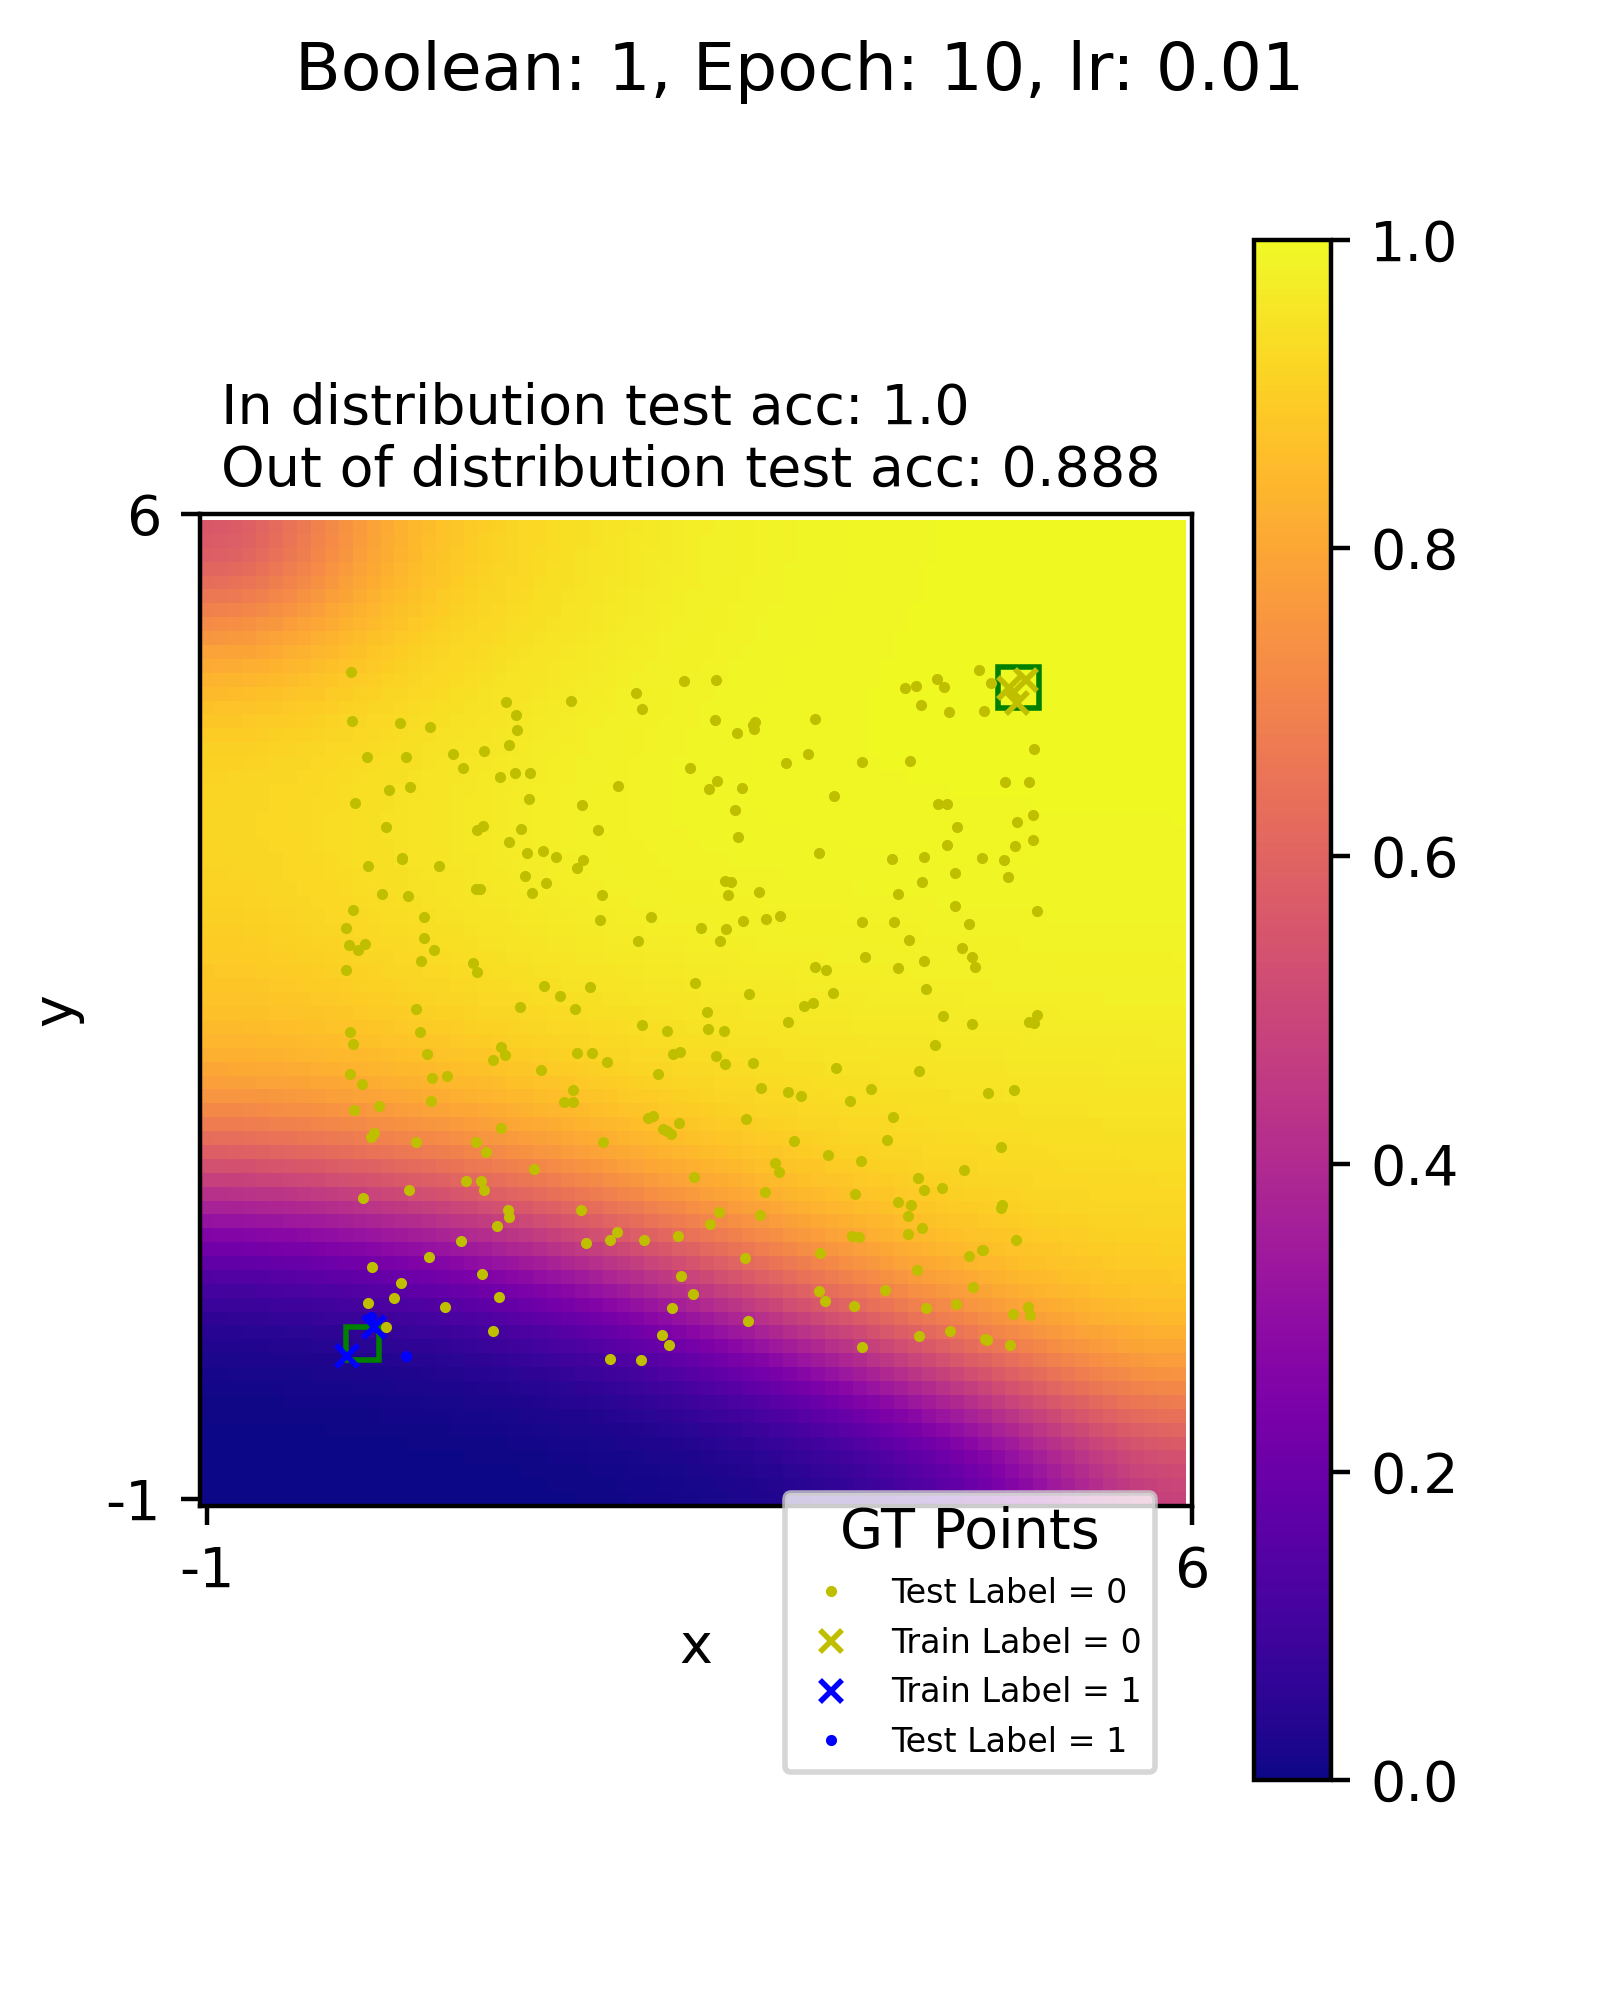 Boolean: 1, Epoch: 10, lr: 0.01
In distribution test acc: 1.0
Out of distribution test acc: 0.888
1.0
0.8
0.6
0.4
0.2
0.0
6
y
-1
-1
6
x
GT Points
Test Label = 0
Train Label = 0
Train Label = 1
Test Label = 1